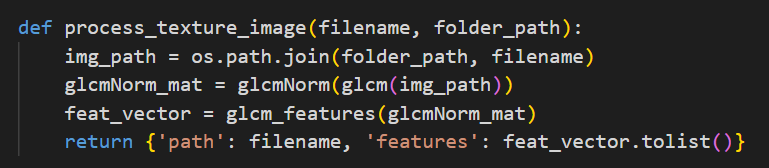 def process_texture_image(filename, folder_path):
    img_path = os.path.join(folder_path, filename)
    glcmNorm_mat = glcmNorm(glcm(img_path))
    feat_vector = glcm_features(glcmNorm_mat)
    return {'path': filename, 'features': feat_vector.tolist()}